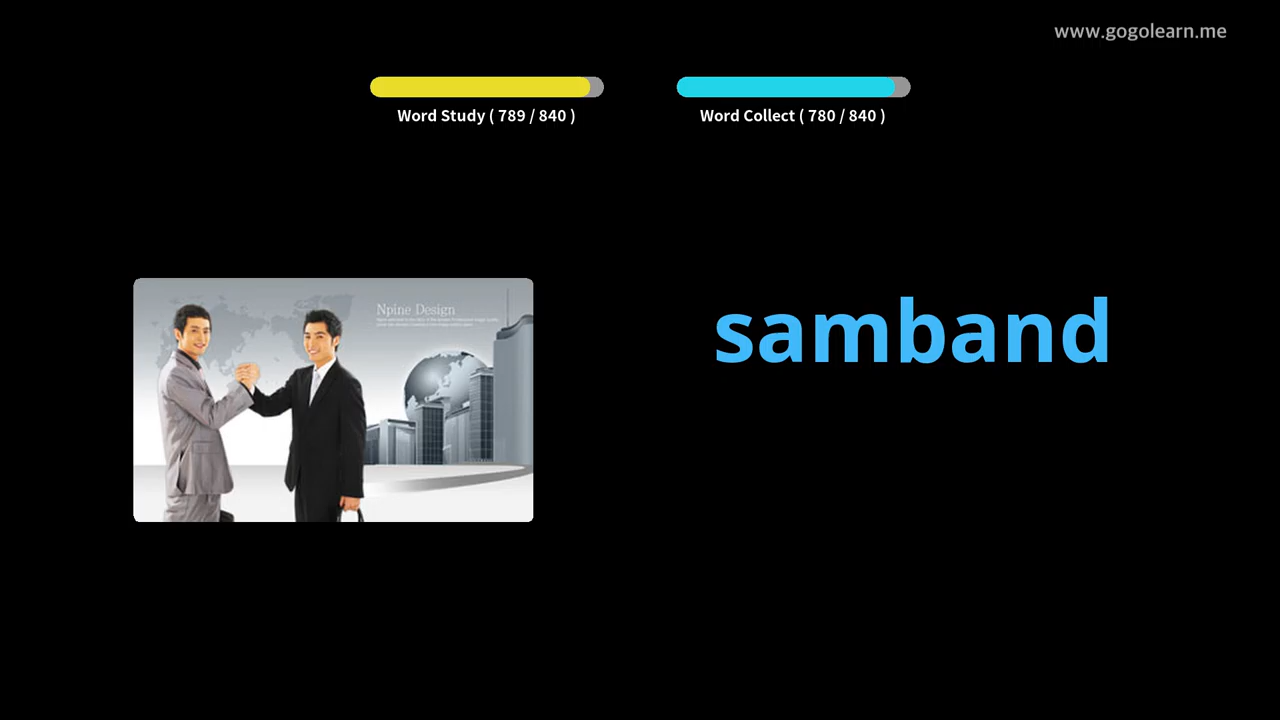 www.gogolearn.me
Word Study ( 789 / 840 )
Word Collect ( 780 / 840 )
Npine Design
samband